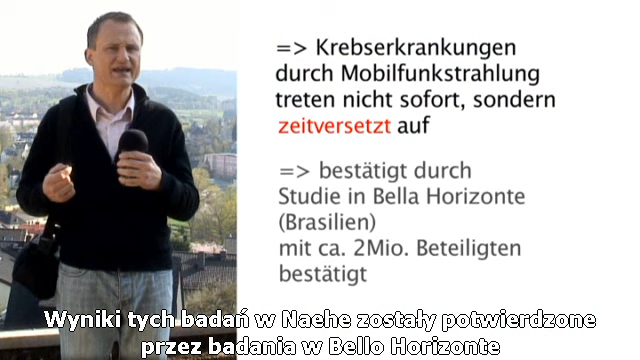 => Krebserkrankungen
durch Mobilfunkstrahlung
treten nicht sofort, sondern
zeitversetzt auf
=> bestätigt durch
Studie in Bella Horizonte
(Brasilien)
mit ca. 2Mio. Beteiligten
bestätigt
Wyniki tych badań w Naehe zostały potwierdzone
przez badania w Bello Horizonte